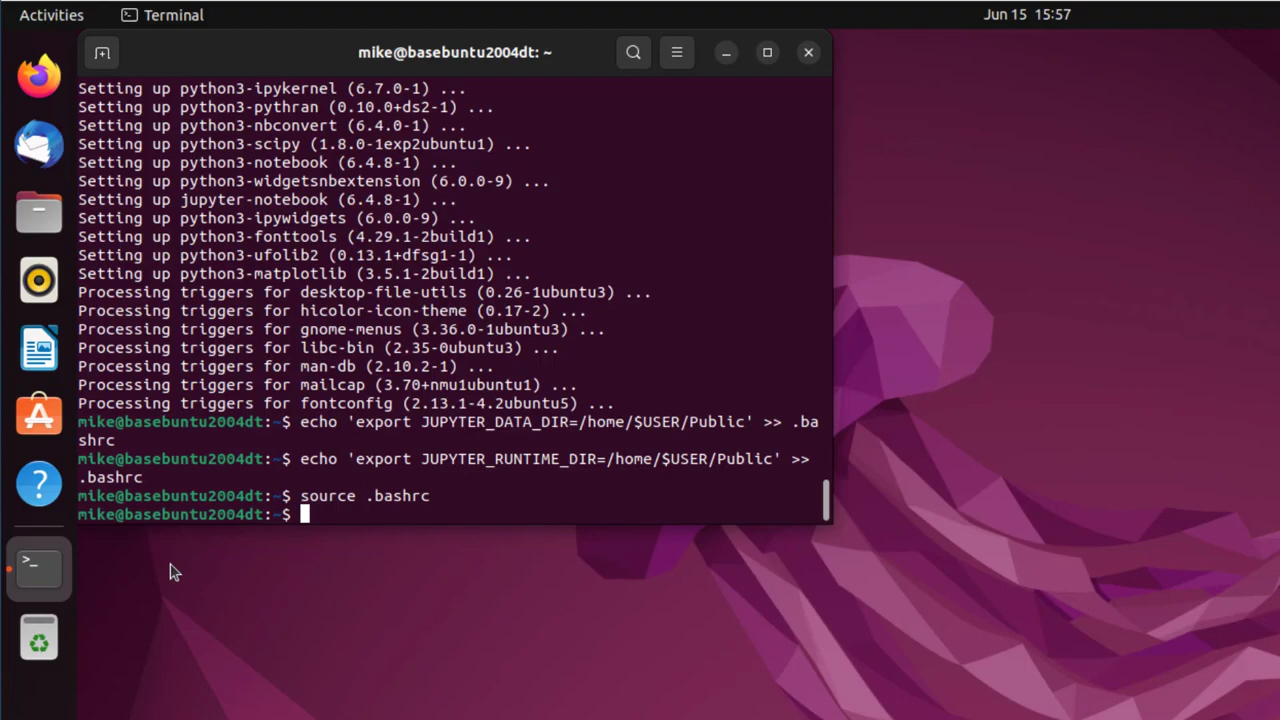 Activities
Terminal
Jun 15 15:57
mike@basebuntu2004dt: ~
Setting up python3-ipykernel (6.7.0-1) ...
Setting up python3-pythran (0.10.0+ds2-1) ...
Setting up python3-nbconvert (6.4.0-1) ...
Setting up python3-scipy (1.8.0-1exp2ubuntu1) ...
Setting up python3-notebook (6.4.8-1) ...
Setting up python3-widgetsnbextension (6.0.0-9) ...
Setting up jupyter-notebook (6.4.8-1) ...
Setting up python3-ipywidgets (6.0.0-9) ...
Setting up python3-fonttools (4.29.1-2build1) ...
Setting up python3-ufolib2 (0.13.1+dfsg1-1) ...
Setting up python3-matplotlib (3.5.1-2build1) ...
Processing triggers for desktop-file-utils (0.26-1ubuntu3) ...
Processing triggers for hicolor-icon-theme (0.17-2) ...
Processing triggers for gnome-menus (3.36.0-1ubuntu3) ...
Processing triggers for libc-bin (2.35-0ubuntu3) ...
Processing triggers for man-db (2.10.2-1) ...
Processing triggers for mailcap (3.70+nmu1ubuntu1) ...
Processing triggers for fontconfig (2.13.1-4.2ubuntu5) ...
mike@basebuntu2004dt:~$ echo 'export JUPYTER_DATA_DIR=/home/$USER/Public' >> .ba
shrc
mike@basebuntu2004dt:~$ echo 'export JUPYTER_RUNTIME_DIR=/home/$USER/Public' >>
.bashrc
mike@basebuntu2004dt:~$ source .bashrc
mike@basebuntu2004dt:~$